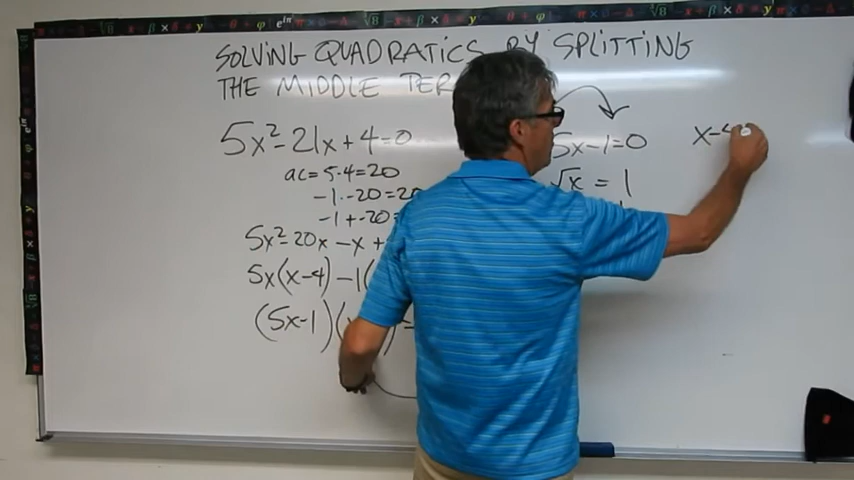 SOLVING QUADRATICS BY SPLITTING
THE MIDDLE TER
5x²-21x+4=0
ac=5·4=20
-1·-20=20
-1+-20=
5x²-20x-x+
5x(x-4)-1(
(5x-1)(
5x-1=0
=1
x-4